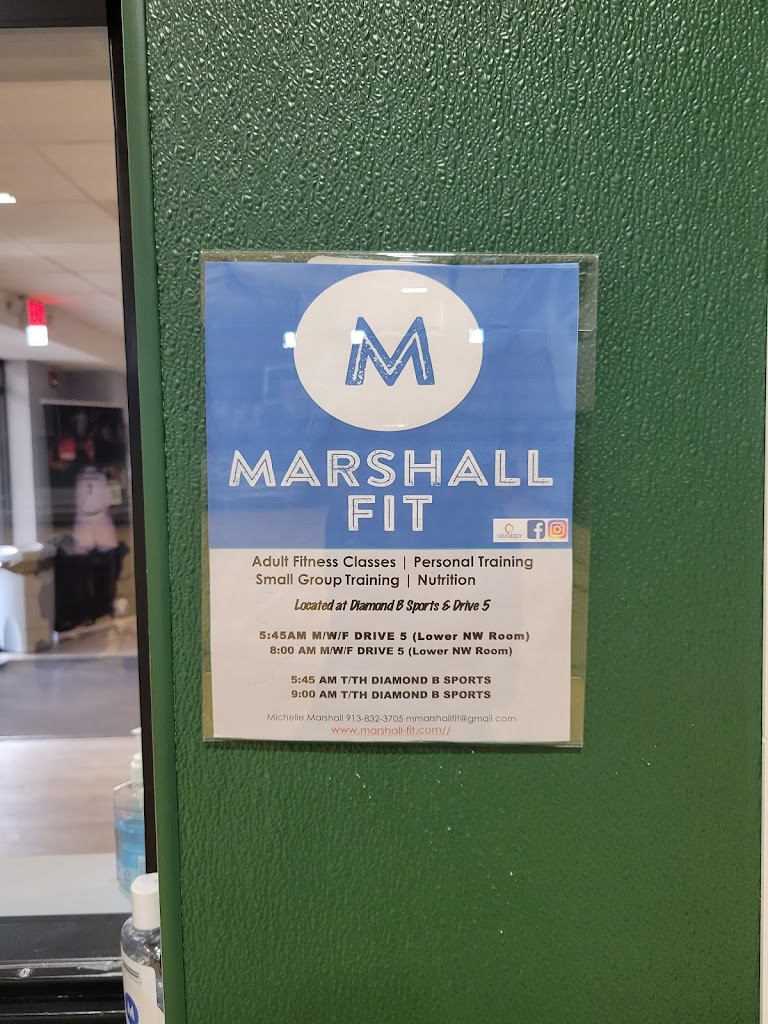 M
MARSHALL
FIT
MINDBODY
Adult Fitness Classes | Personal Training
Small Group Training | Nutrition
Located at Diamond B Sports & Drive 5
5:45AM M/W/F DRIVE 5 (Lower NW Room)
8:00 AM M/W/F DRIVE 5 (Lower NW Room)
5:45 AM T/TH DIAMOND B SPORTS
9:00 AM T/TH DIAMOND B SPORTS
Michelle Marshall 913-832-3705 mmarshallfit@gmail.com
www.marshall-fit.com//
M